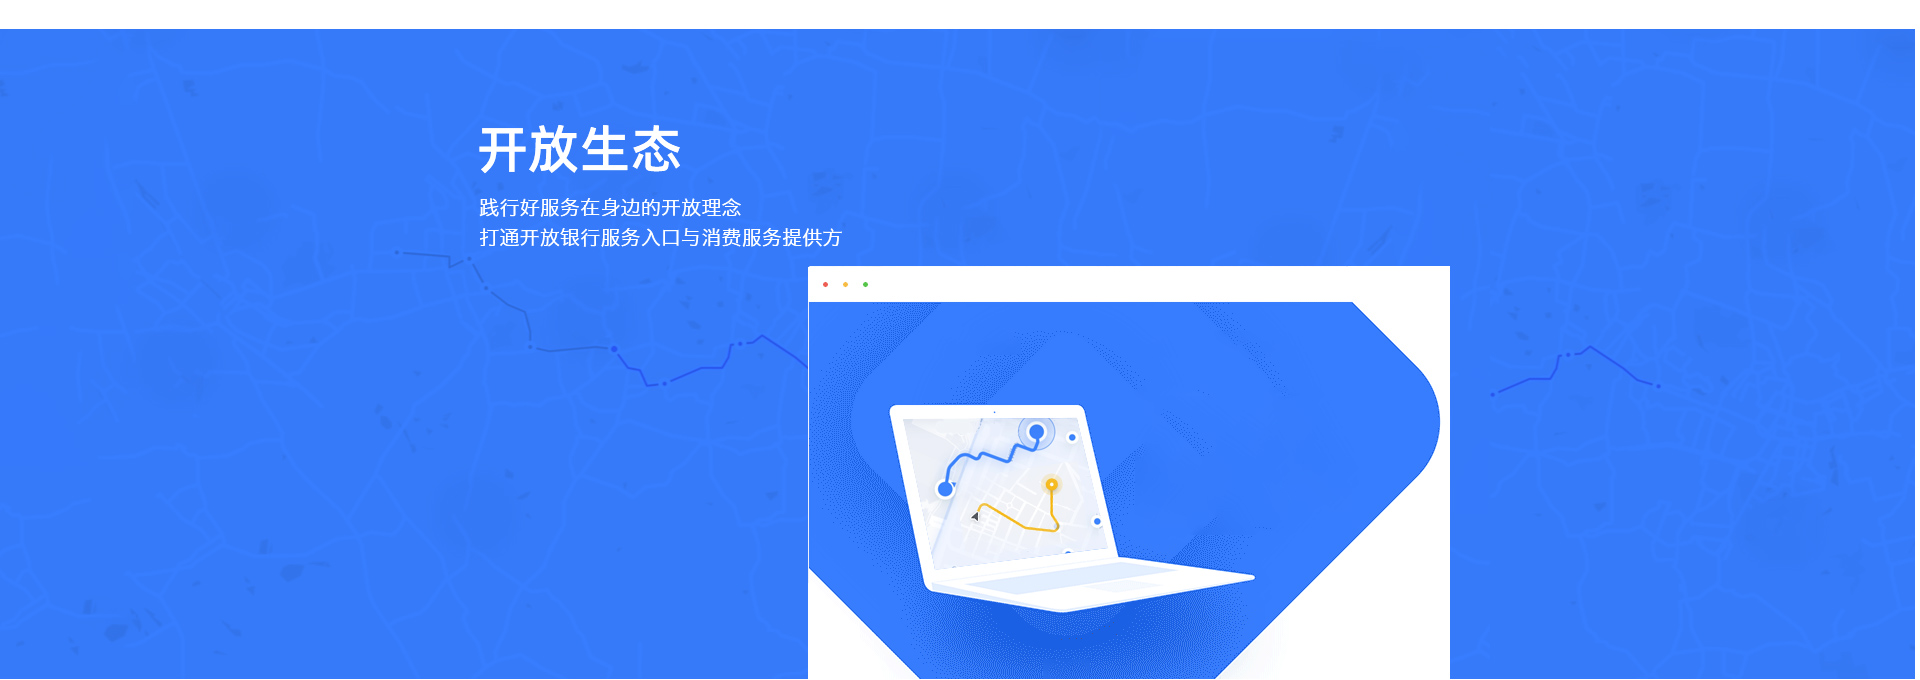 开放生态
践行好服务在身边的开放理念
打通开放银行服务入口与消费服务提供方